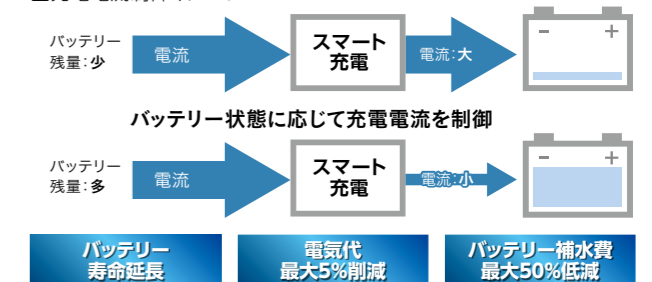 バッテリー
残量:少
電流
スマート
充電
電流:大
− +
バッテリー状態に応じて充電電流を制御
バッテリー
残量:多
電流
スマート
充電
電流:小
− +
バッテリー
寿命延長
電気代
最大5%削減
バッテリー補水費
最大50%低減